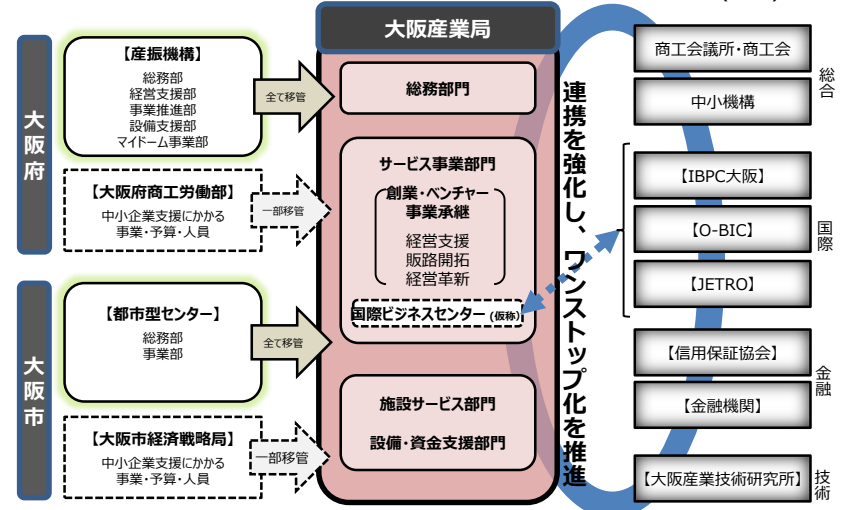 大阪府
【産振機構】
総務部
経営支援部
事業推進部
設備支援部
マイドーム事業部
全て移管
【大阪府商工労働部】
中小企業支援にかかる
事業・予算・人員
一部移管
大阪市
【都市型センター】
総務部
事業部
全て移管
【大阪市経済戦略局】
中小企業支援にかかる
事業・予算・人員
一部移管
大阪産業局
総務部門
サービス事業部門
創業・ベンチャー
事業承継
経営支援
販路開拓
経営革新
国際ビジネスセンター (仮称)
施設サービス部門
設備・資金支援部門
連携を強化し、ワンストップ化を推進
商工会議所・商工会
中小機構
総合
【IBPC大阪】
【O-BIC】
【JETRO】
国際
【信用保証協会】
【金融機関】
金融
【大阪産業技術研究所】
技術